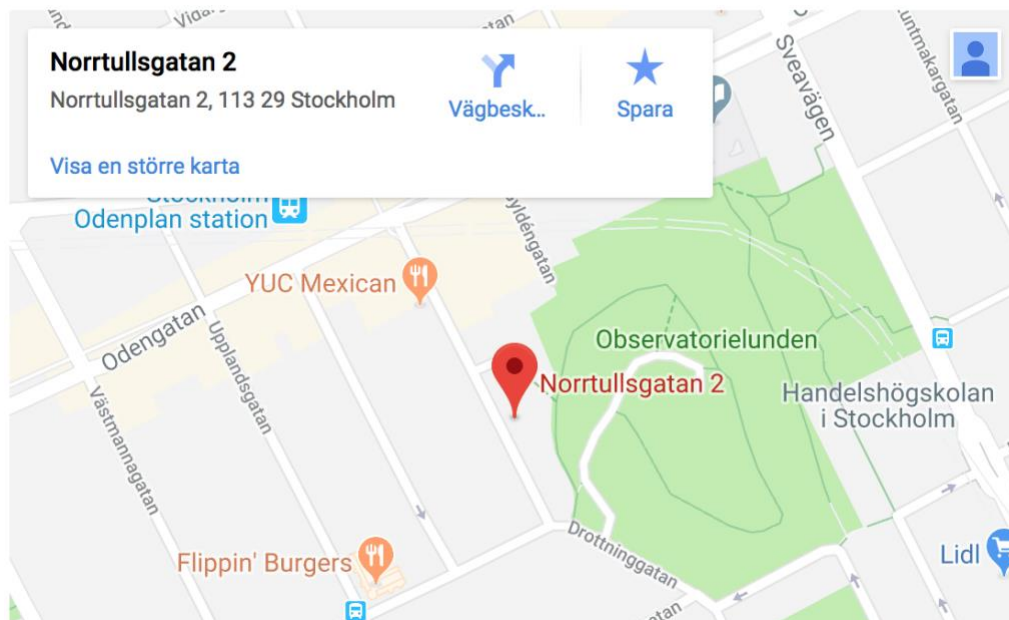 Norrtullsgatan 2
Norrtullsgatan 2, 113 29 Stockholm
Vägbesk...
Spara
Visa en större karta
Sveavägen
Stockholm
Odenplan station
YUC Mexican
Odengatan
Upplandsgatan
Västmannagatan
Observatorielunden
Norrtullsgatan 2
Handelshögskolan
i Stockholm
Flippin' Burgers
Drottninggatan
Lidl